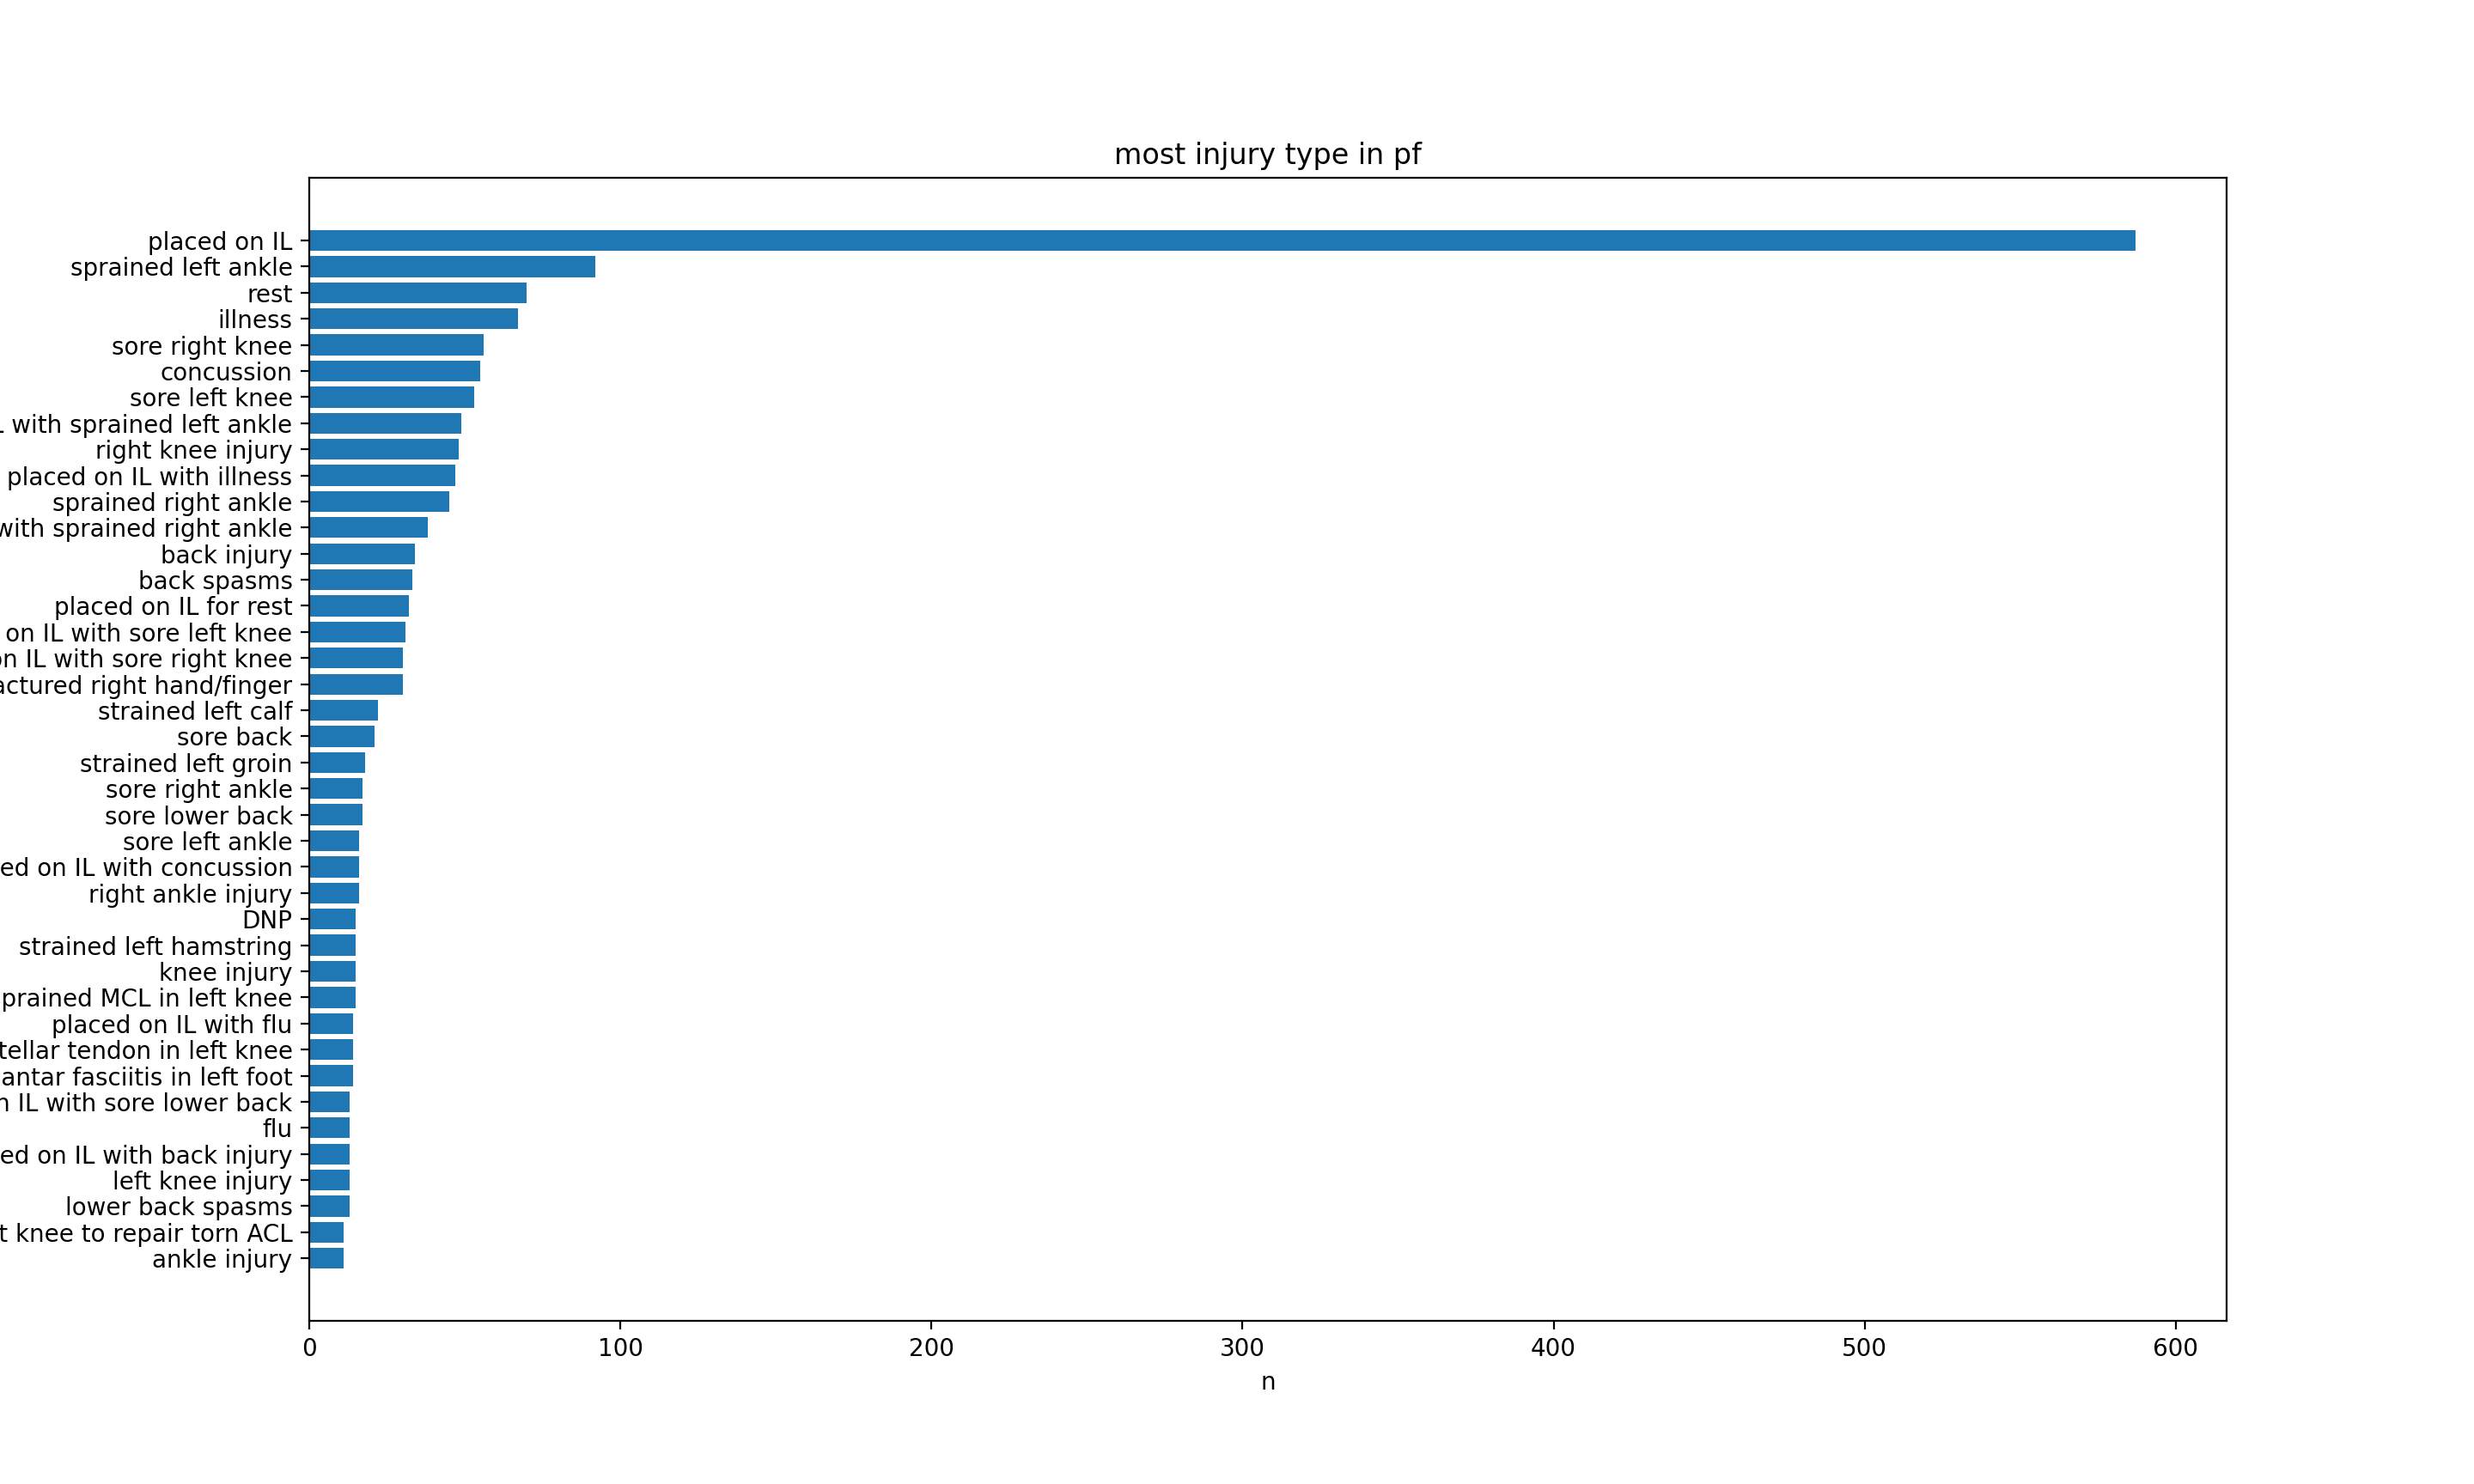 most injury type in pf
placed on IL
sprained left ankle
rest
illness
sore right knee
concussion
sore left knee
with sprained left ankle
right knee injury
placed on IL with illness
sprained right ankle
with sprained right ankle
back injury
back spasms
placed on IL for rest
on IL with sore left knee
on IL with sore right knee
actured right hand/finger
strained left calf
sore back
strained left groin
sore right ankle
sore lower back
sore left ankle
ed on IL with concussion
right ankle injury
DNP
strained left hamstring
knee injury
prained MCL in left knee
placed on IL with flu
tellar tendon in left knee
antar fasciitis in left foot
n IL with sore lower back
flu
ed on IL with back injury
left knee injury
lower back spasms
t knee to repair torn ACL
ankle injury
0 100 200 300 400 500 600
n